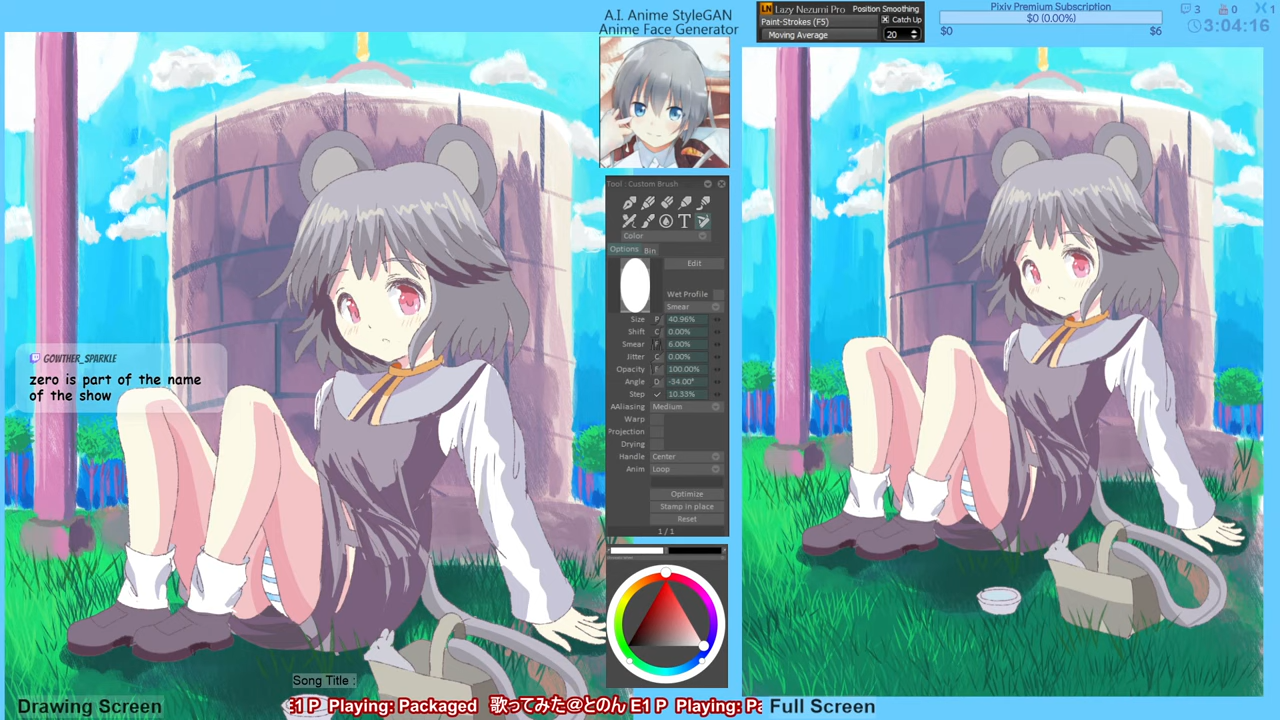 A.I. Anime StyleGAN
Anime Face Generator
LN Lazy Nezumi Pro
Position Smoothing
Paint-Strokes (F5)
Catch Up
Moving Average
20
Pixiv Premium Subscription
$0 (0.00%)
$0
$6
3
0
1
3:04:16
Tool : Custom Brush
Color
Options
Bin
Edit
Wet Profile
Smear
Size P 40.96%
Shift C 0.00%
Smear F 6.00%
Jitter C 0.00%
Opacity F 100.00%
Angle D -34.00°
Step 10.33%
AAliasing Medium
Warp
Projection
Drying
Handle Center
Anim Loop
Optimize
Stamp in place
Reset
1 / 1
GOWTHER_SPARKLE
zero is part of the name
of the show
Song Title :
Drawing Screen
E1 P Playing: Packaged 歌ってみた@とのん E1 P Playing: Pa
Full Screen